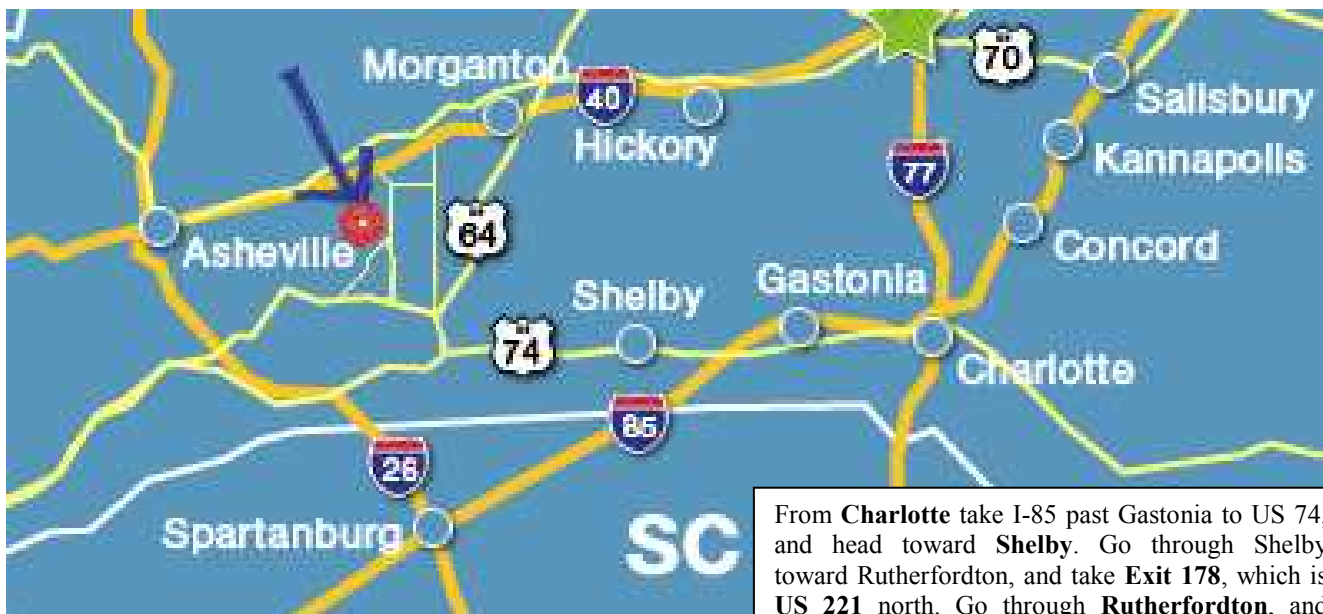 Morganton
40
Hickory
70
Salisbury
77
Kannapolis
Concord
Asheville
64
Shelby
Gastonia
74
Charlotte
85
26
Spartanburg
SC
From Charlotte take I-85 past Gastonia to US 74,
and head toward Shelby. Go through Shelby
toward Rutherfordton, and take Exit 178, which is
US 221 north. Go through Rutherfordton, and